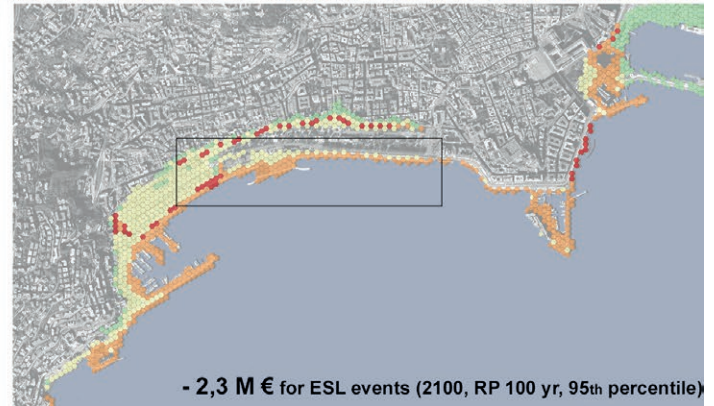 - 2,3 M € for ESL events (2100, RP 100 yr, 95th percentile)